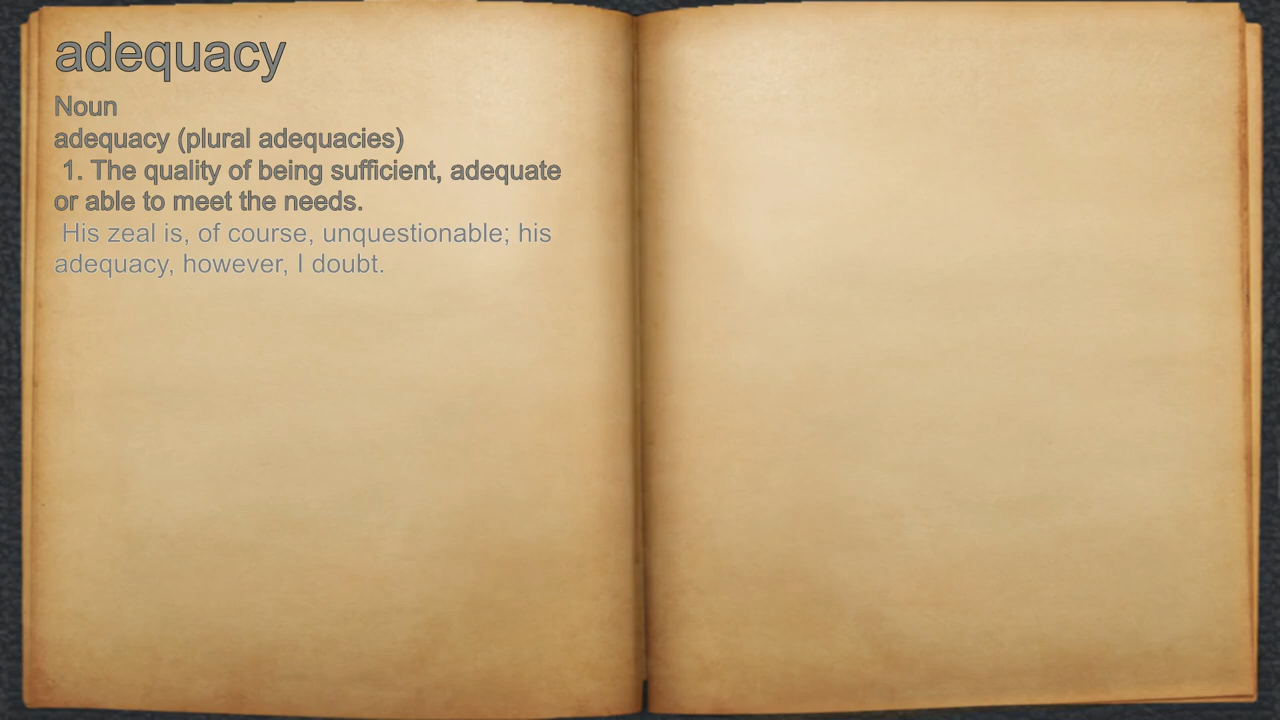 adequacy
Noun
adequacy (plural adequacies)
1. The quality of being sufficient, adequate
or able to meet the needs.
His zeal is, of course, unquestionable; his
adequacy, however, I doubt.